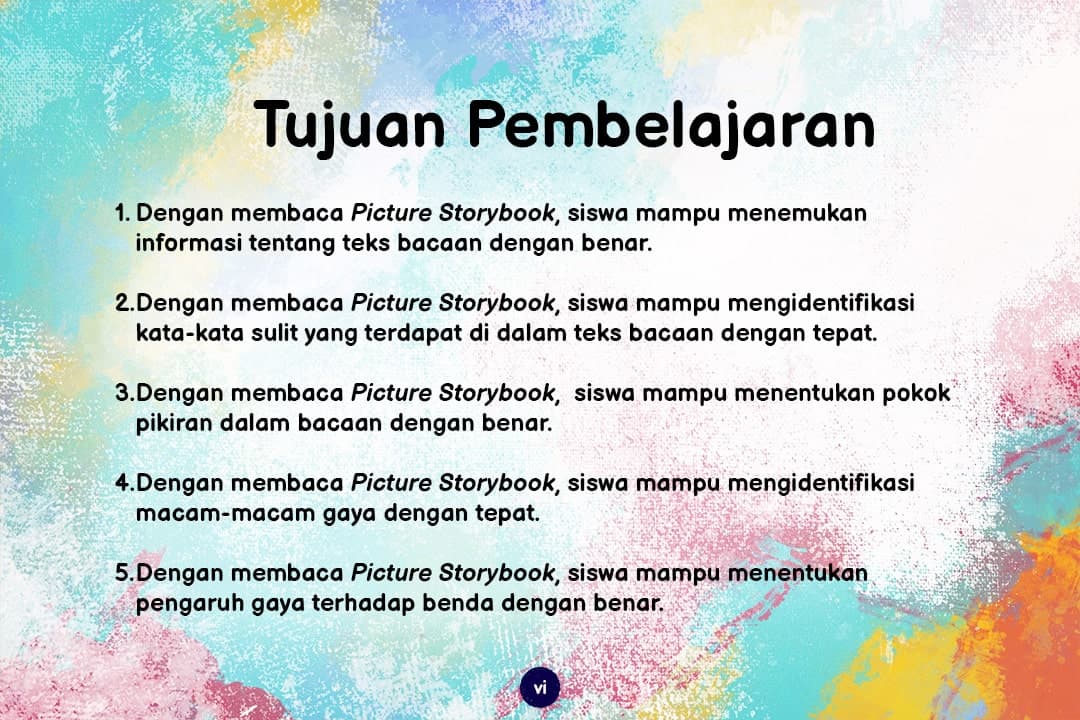 Tujuan Pembelajaran
1. Dengan membaca Picture Storybook, siswa mampu menemukan
informasi tentang teks bacaan dengan benar.
2.Dengan membaca Picture Storybook, siswa mampu mengidentifikasi
kata-kata sulit yang terdapat di dalam teks bacaan dengan tepat.
3.Dengan membaca Picture Storybook,  siswa mampu menentukan pokok
pikiran dalam bacaan dengan benar.
4.Dengan membaca Picture Storybook, siswa mampu mengidentifikasi
macam-macam gaya dengan tepat.
5.Dengan membaca Picture Storybook, siswa mampu menentukan
pengaruh gaya terhadap benda dengan benar.
vi